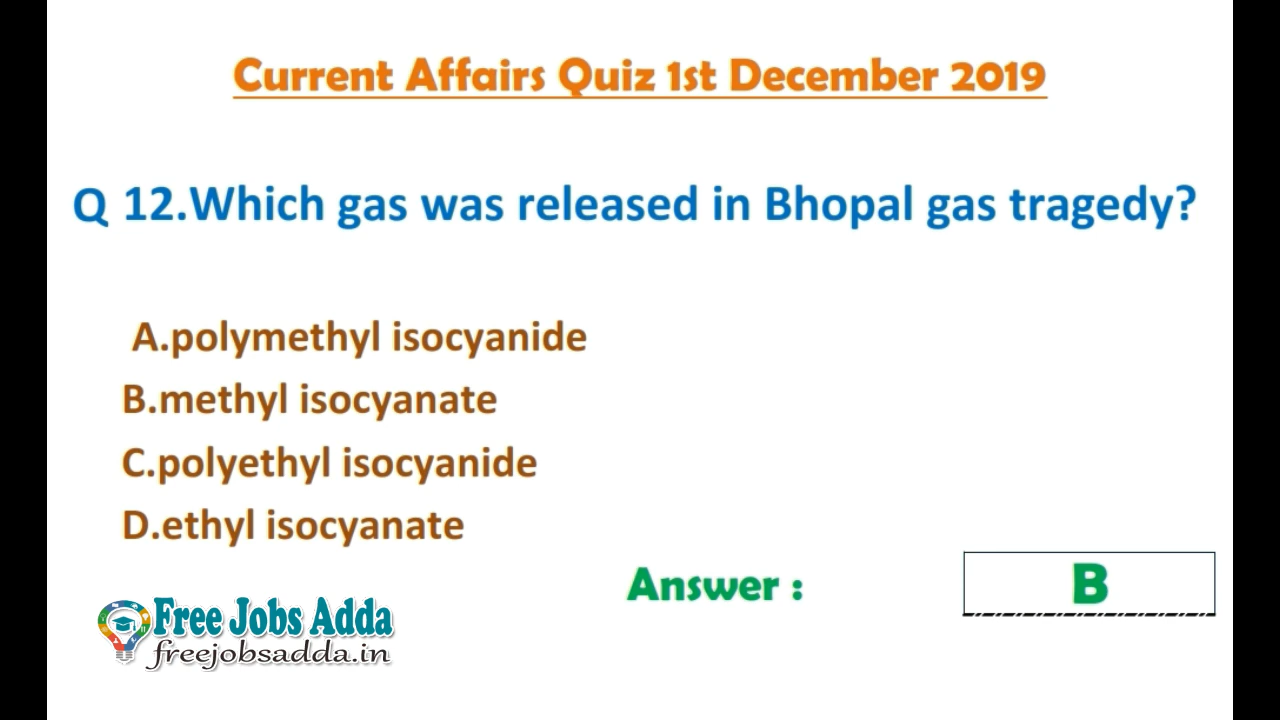 Current Affairs Quiz 1st December 2019
Q 12.Which gas was released in Bhopal gas tragedy?
A.polymethyl isocyanide
B.methyl isocyanate
C.polyethyl isocyanide
D.ethyl isocyanate
Answer : B
Free Jobs Adda
freejobsadda.in